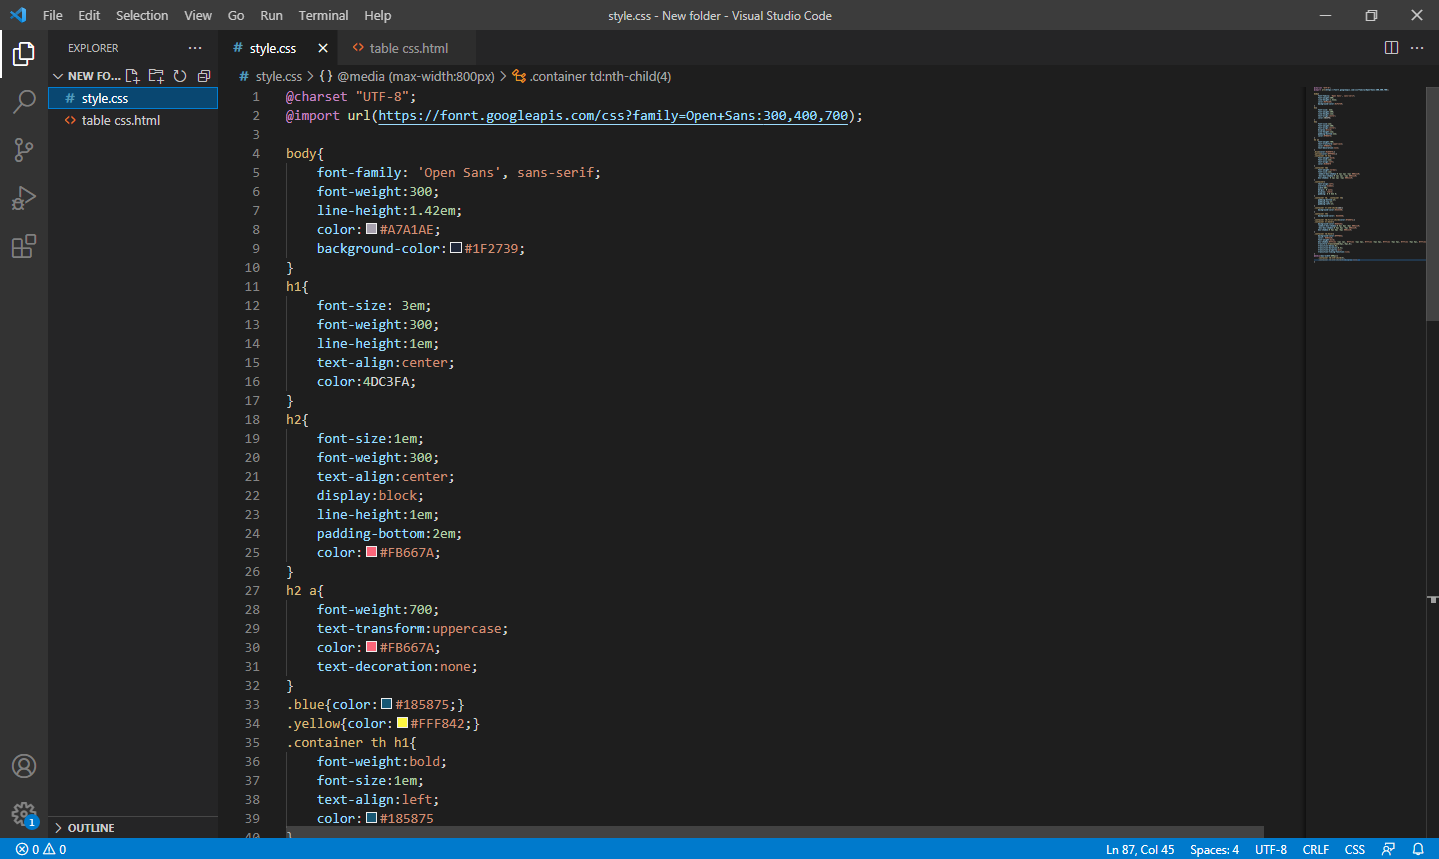 File Edit Selection View Go Run Terminal Help
style.css - New folder - Visual Studio Code
EXPLORER
NEW FO...
# style.css
<> table css.html
OUTLINE
# style.css
<> table css.html
# style.css > {} @media (max-width:800px) > .container td:nth-child(4)
1 @charset "UTF-8";
2 @import url(https://fonrt.googleapis.com/css?family=Open+Sans:300,400,700);
3
4 body{
5 font-family: 'Open Sans', sans-serif;
6 font-weight:300;
7 line-height:1.42em;
8 color:#A7A1AE;
9 background-color:#1F2739;
10 }
11 h1{
12 font-size: 3em;
13 font-weight:300;
14 line-height:1em;
15 text-align:center;
16 color:4DC3FA;
17 }
18 h2{
19 font-size:1em;
20 font-weight:300;
21 text-align:center;
22 display:block;
23 line-height:1em;
24 padding-bottom:2em;
25 color:#FB667A;
26 }
27 h2 a{
28 font-weight:700;
29 text-transform:uppercase;
30 color:#FB667A;
31 text-decoration:none;
32 }
33 .blue{color:#185875;}
34 .yellow{color:#FFF842;}
35 .container th h1{
36 font-weight:bold;
37 font-size:1em;
38 text-align:left;
39 color:#185875
40 }
1
0 0
Ln 87, Col 45 Spaces: 4 UTF-8 CRLF CSS